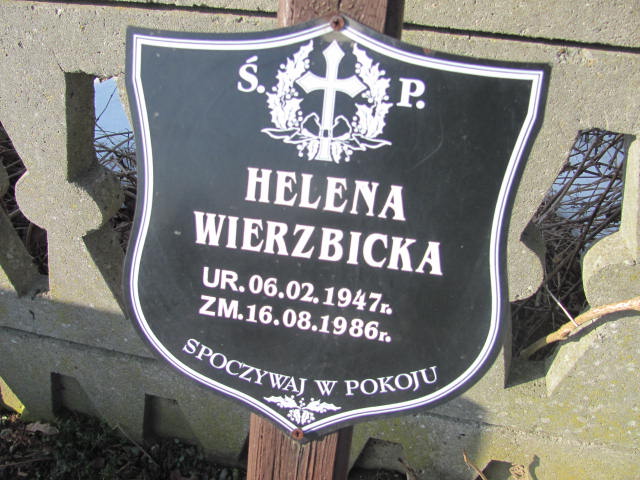 Ś. P.
HELENA
WIERZBICKA
UR. 06.02.1947r.
ZM. 16.08.1986r.
SPOCZYWAJ W POKOJU